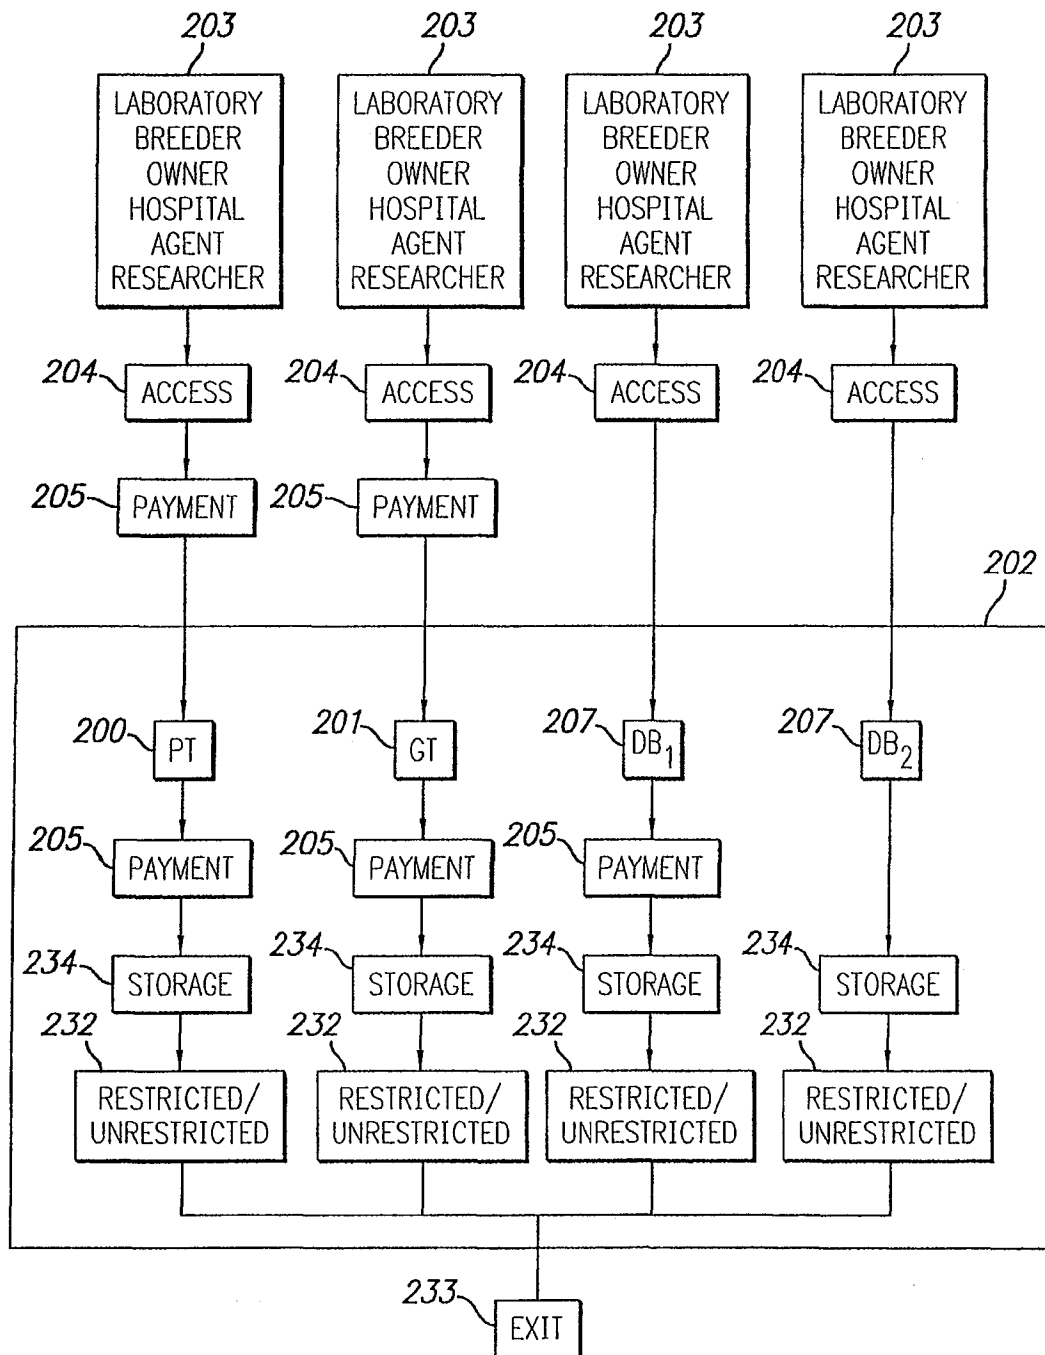 203 203 203 203
LABORATORY LABORATORY LABORATORY LABORATORY
BREEDER BREEDER BREEDER BREEDER
OWNER OWNER OWNER OWNER
HOSPITAL HOSPITAL HOSPITAL HOSPITAL
AGENT AGENT AGENT AGENT
RESEARCHER RESEARCHER RESEARCHER RESEARCHER
204 ACCESS 204 ACCESS 204 ACCESS 204 ACCESS
205 PAYMENT 205 PAYMENT
202
200 PT 201 GT 207 DB1 207 DB2
205 PAYMENT 205 PAYMENT 205 PAYMENT
234 STORAGE 234 STORAGE 234 STORAGE 234 STORAGE
232 232 232 232
RESTRICTED/ RESTRICTED/ RESTRICTED/ RESTRICTED/
UNRESTRICTED UNRESTRICTED UNRESTRICTED UNRESTRICTED
233 EXIT